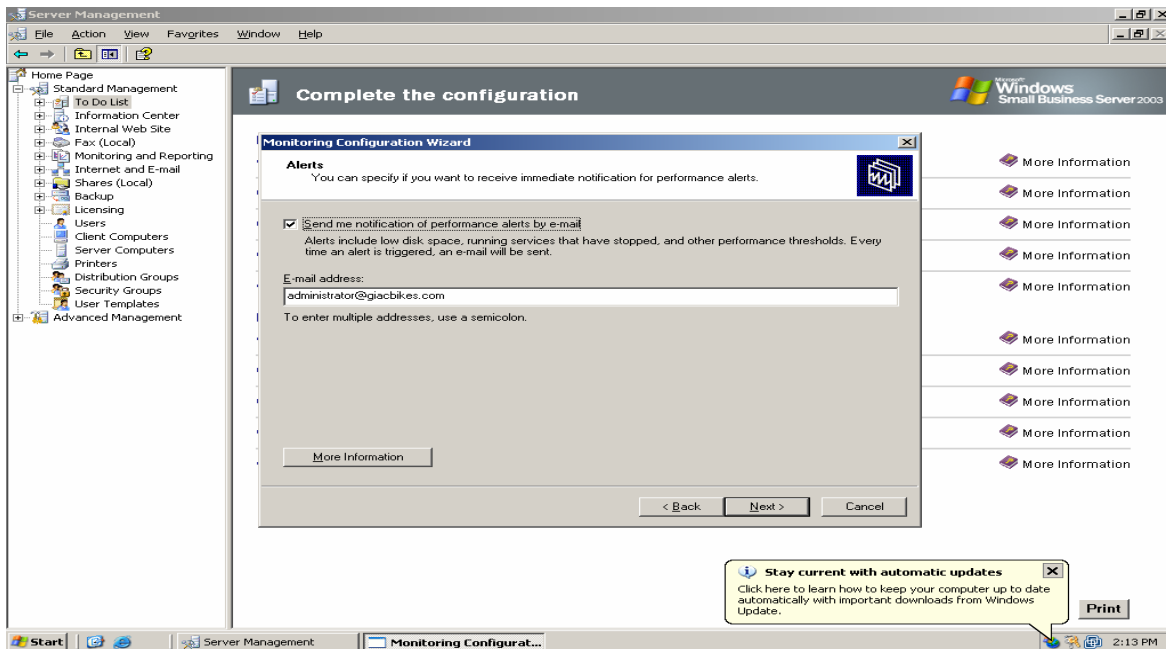 Server Management
File Action View Favorites Window Help
Home Page
Standard Management
To Do List
Information Center
Internal Web Site
Fax (Local)
Monitoring and Reporting
Internet and E-mail
Shares (Local)
Backup
Licensing
Users
Client Computers
Server Computers
Printers
Distribution Groups
Security Groups
User Templates
Advanced Management
Complete the configuration
Microsoft
Windows
Small Business Server 2003
Monitoring Configuration Wizard
Alerts
You can specify if you want to receive immediate notification for performance alerts.
Send me notification of performance alerts by e-mail
Alerts include low disk space, running services that have stopped, and other performance thresholds. Every
time an alert is triggered, an e-mail will be sent.
E-mail address:
administrator@giacbikes.com
To enter multiple addresses, use a semicolon.
More Information
< Back Next > Cancel
More Information
More Information
More Information
More Information
More Information
More Information
More Information
More Information
More Information
More Information
Stay current with automatic updates
Click here to learn how to keep your computer up to date
automatically with important downloads from Windows
Update.
Print
Start Server Management Monitoring Configurat... 2:13 PM